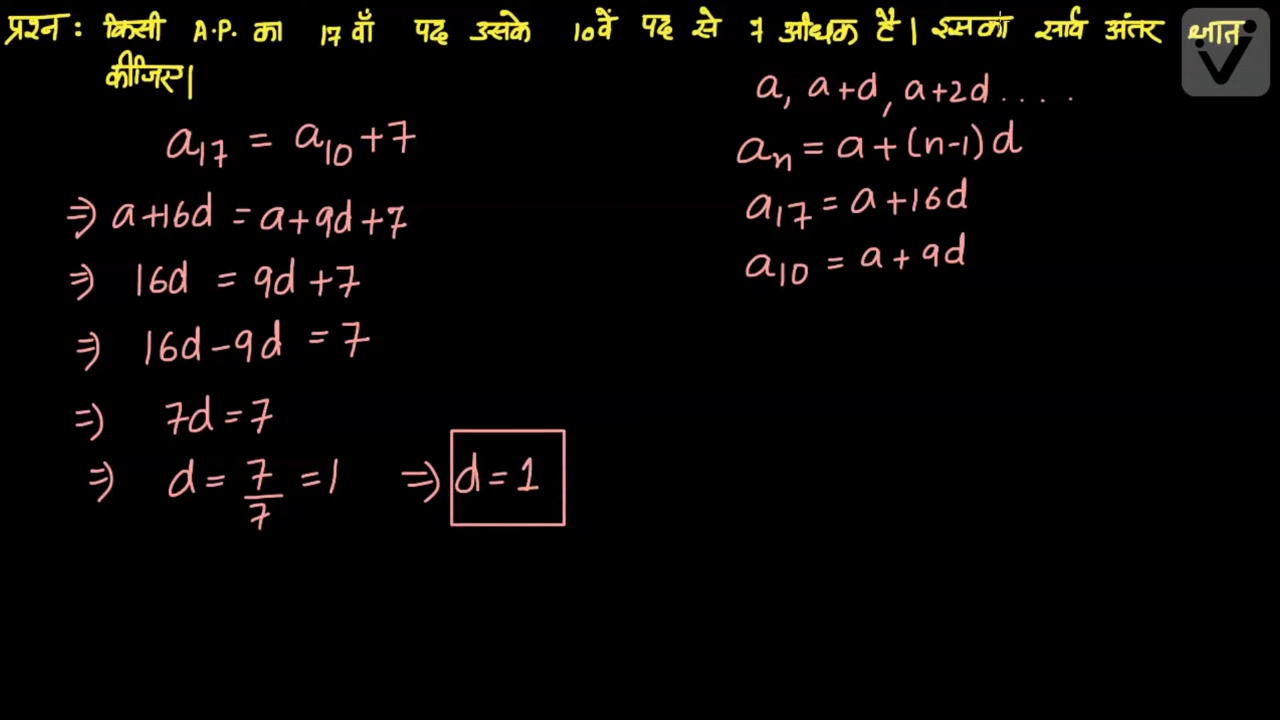 प्रश्न : किसी A.P. का 17 वाँ पद उसके 10वें पद से 7 अधिक है। इसका सार्व अंतर ज्ञात
कीजिए।
a, a+d, a+2d ....
a₁₇ = a₁₀ + 7
aₙ = a + (n-1) d
⇒ a+16d = a+9d+7
a₁₇ = a+16d
⇒ 16d = 9d+7
a₁₀ = a + 9d
⇒ 16d - 9d = 7
⇒ 7d = 7
⇒ d = 7/7 = 1 ⇒ d = 1